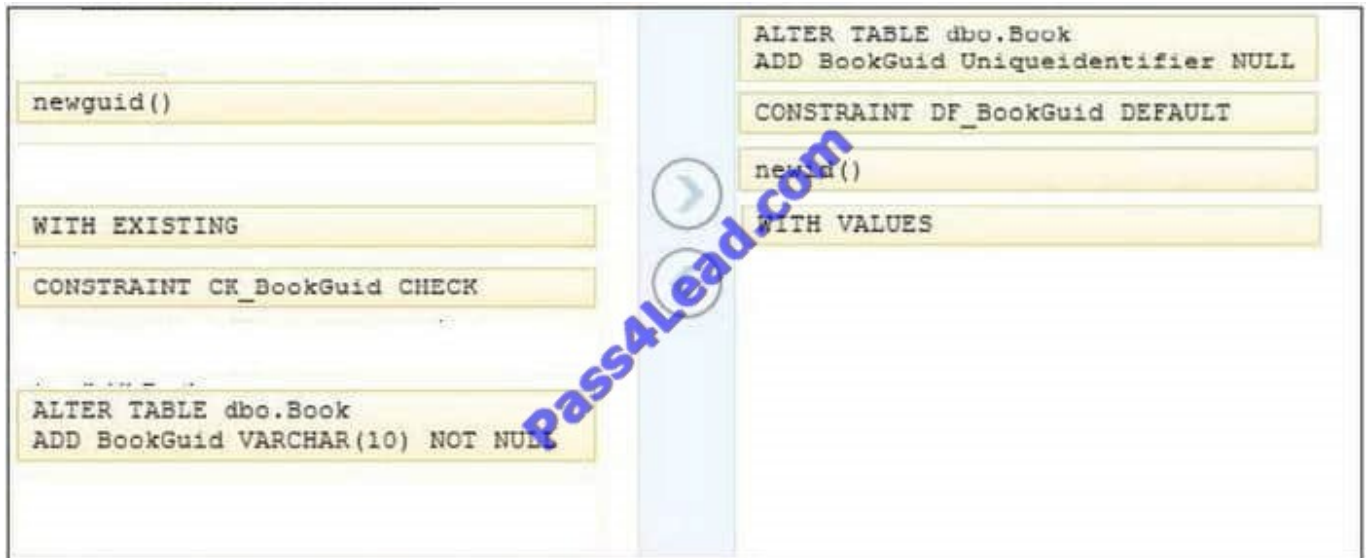 newguid()
WITH EXISTING
CONSTRAINT CK_BookGuid CHECK
ALTER TABLE dbo.Book
ADD BookGuid VARCHAR(10) NOT NULL
ALTER TABLE dbo.Book
ADD BookGuid Uniqueidentifier NULL
CONSTRAINT DF_BookGuid DEFAULT
newid()
WITH VALUES
Pass4Lead.com